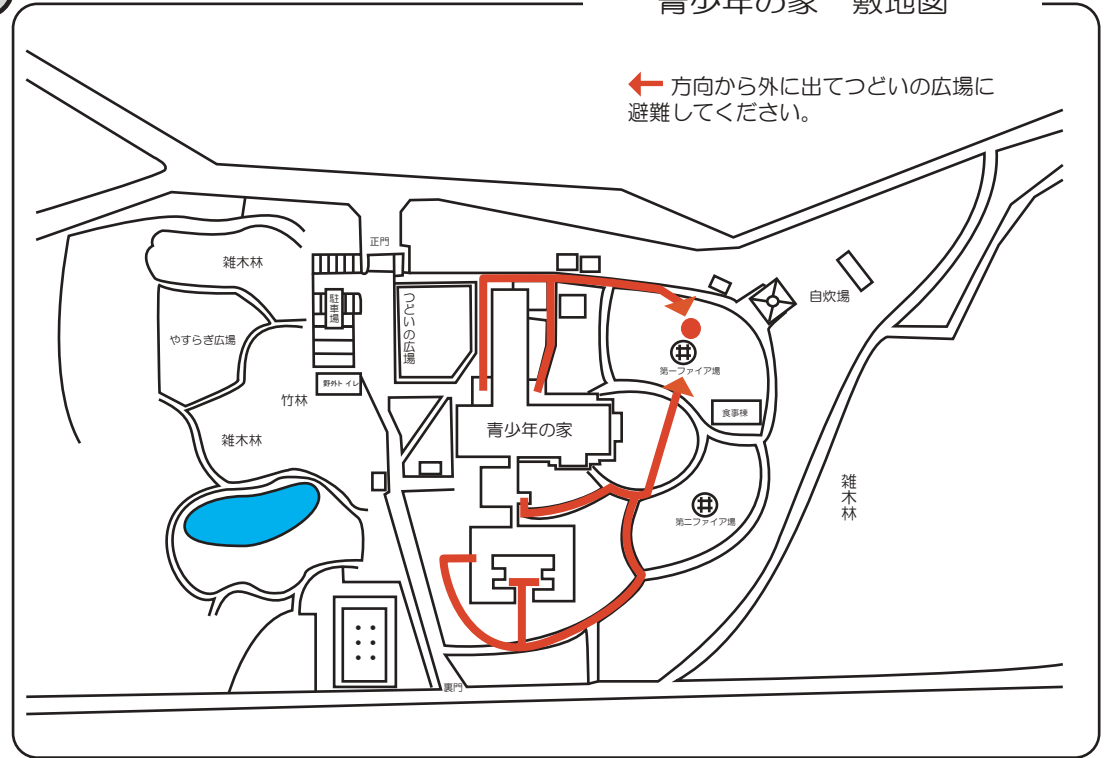 青少年の家 敷地図
方向から外に出てつどいの広場に
避難してください。
正門
雑木林
駐車場
つどいの広場
自炊場
やすらぎ広場
第一ファイア場
野外トイレ
竹林
食事棟
青少年の家
雑木林
雑木林
第二ファイア場
裏門